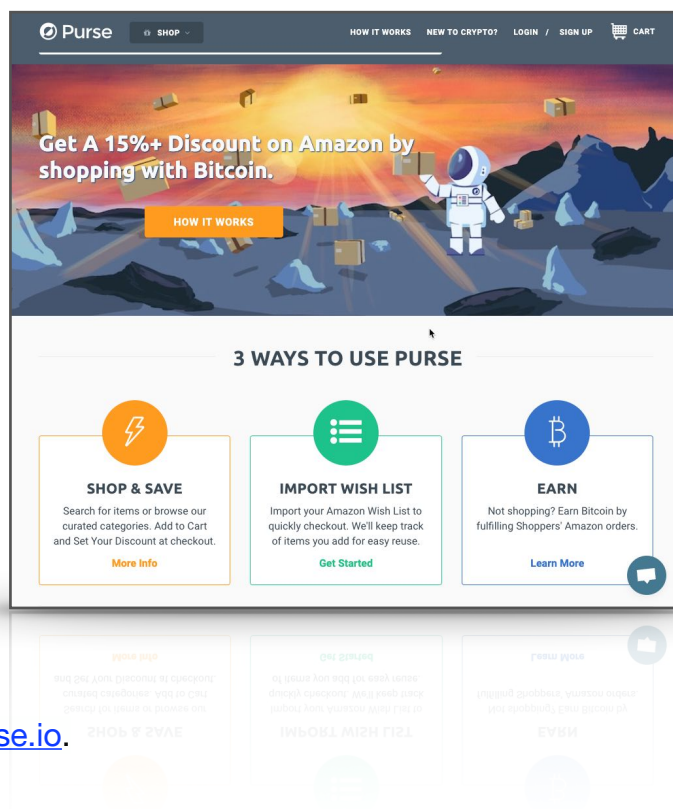 Purse
SHOP
HOW IT WORKS
NEW TO CRYPTO?
LOGIN / SIGN UP
CART
Get A 15%+ Discount on Amazon by
shopping with Bitcoin.
HOW IT WORKS
3 WAYS TO USE PURSE
SHOP & SAVE
Search for items or browse our
curated categories. Add to Cart
and Set Your Discount at checkout.
More Info
IMPORT WISH LIST
Import your Amazon Wish List to
quickly checkout. We'll keep track
of items you add for easy reuse.
Get Started
EARN
Not shopping? Earn Bitcoin by
fulfilling Shoppers' Amazon orders.
Learn More
se.io.